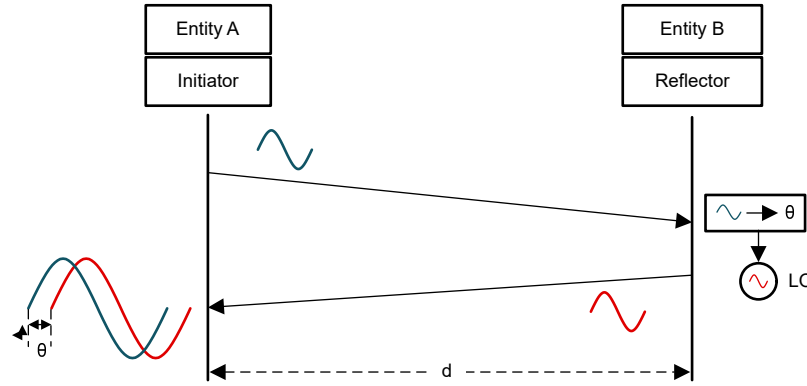 Entity A
Entity B
Initiator
Reflector
θ
LO
θ
d